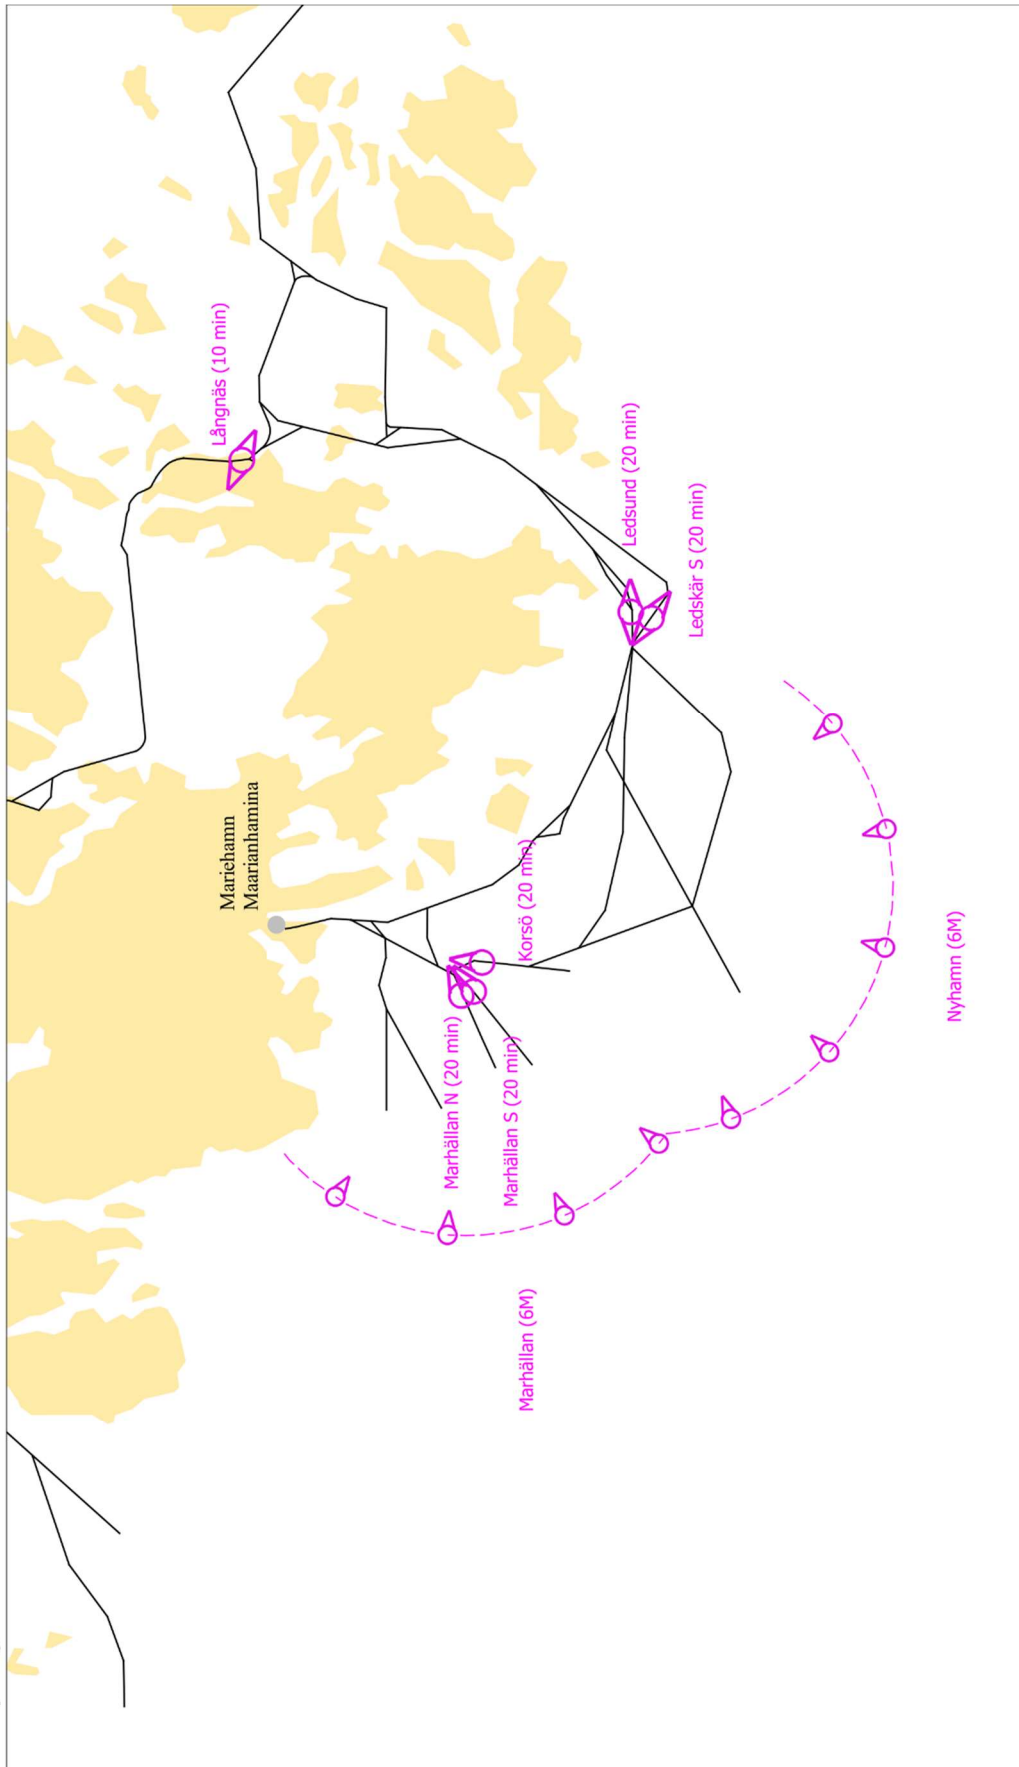 Mariehamn
Maarianhamina
Långnäs (10 min)
Ledsund (20 min)
Ledskär S (20 min)
Korsö (20 min)
Marhällan N (20 min)
Marhällan S (20 min)
Marhällan (6M)
Nyhamn (6M)